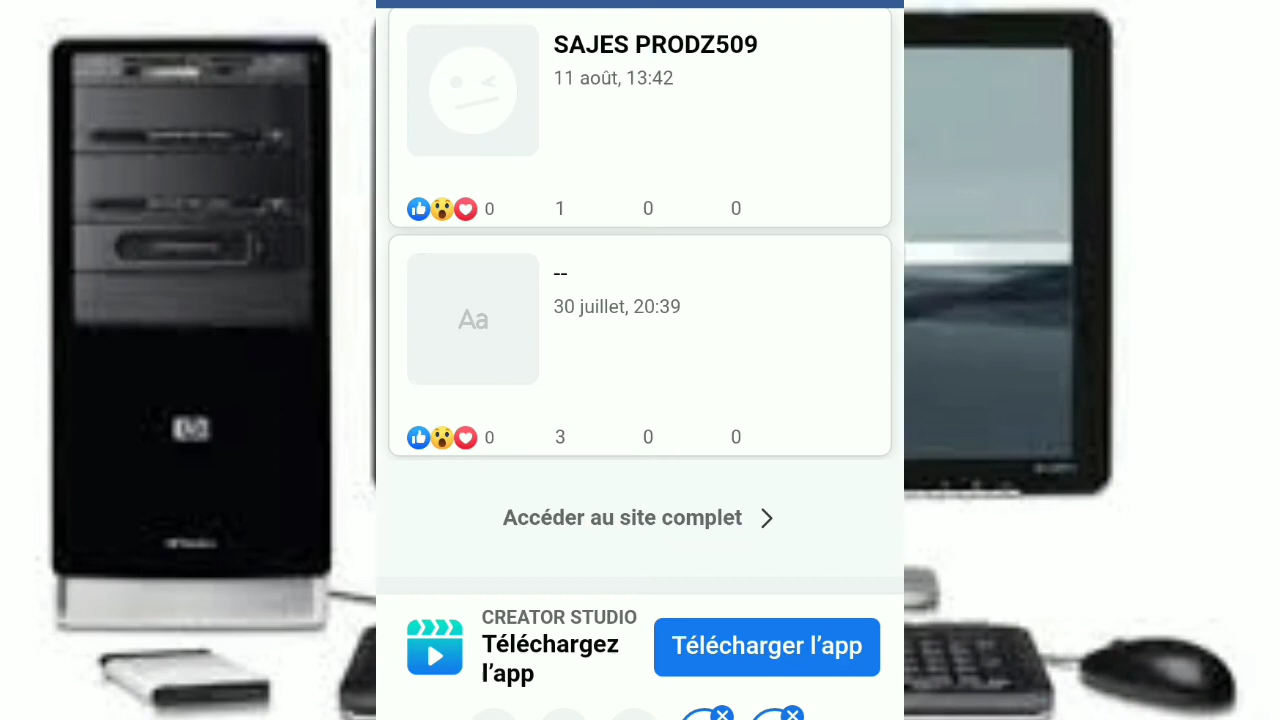 SAJES PRODZ509
11 août, 13:42
0 1 0 0
Aa
--
30 juillet, 20:39
0 3 0 0
Accéder au site complet
CREATOR STUDIO
Téléchargez
l’app
Télécharger l’app